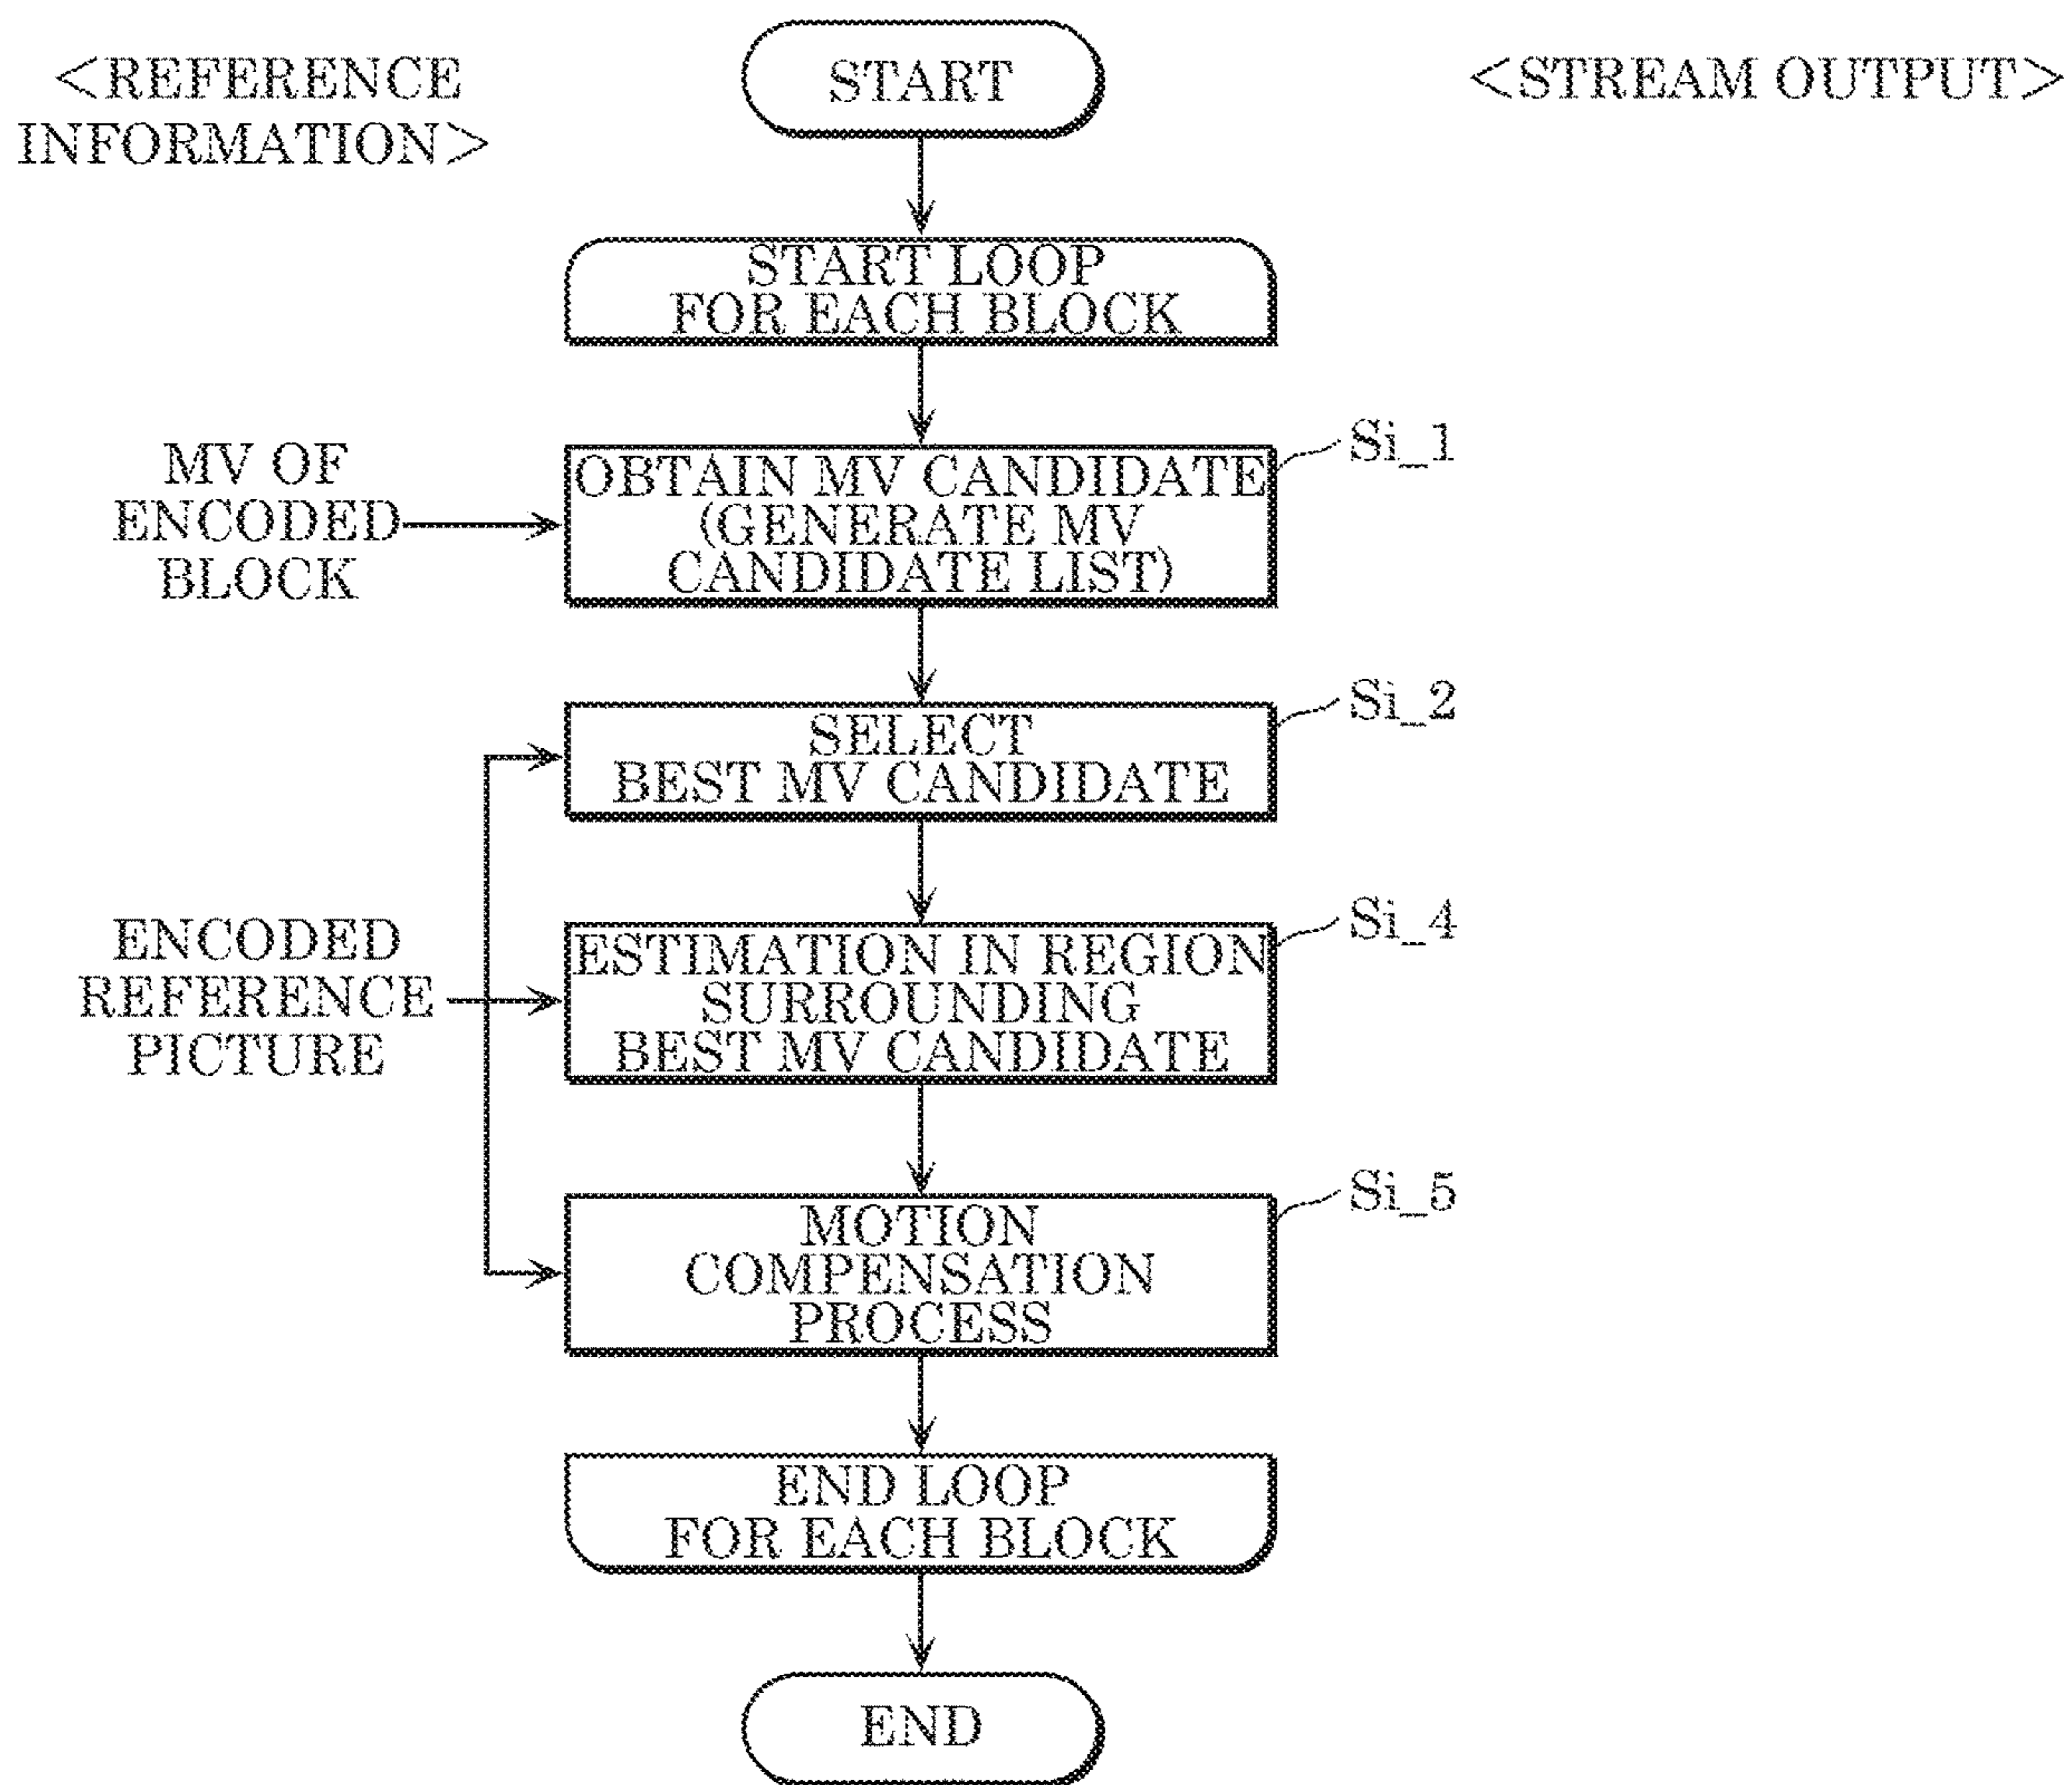 <REFERENCE
INFORMATION>
START
<STREAM OUTPUT>
START LOOP
FOR EACH BLOCK
MV OF
ENCODED
BLOCK
OBTAIN MV CANDIDATE
(GENERATE MV
CANDIDATE LIST)
Si_1
SELECT
BEST MV CANDIDATE
Si_2
ENCODED
REFERENCE
PICTURE
ESTIMATION IN REGION
SURROUNDING
BEST MV CANDIDATE
Si_4
MOTION
COMPENSATION
PROCESS
Si_5
END LOOP
FOR EACH BLOCK
END